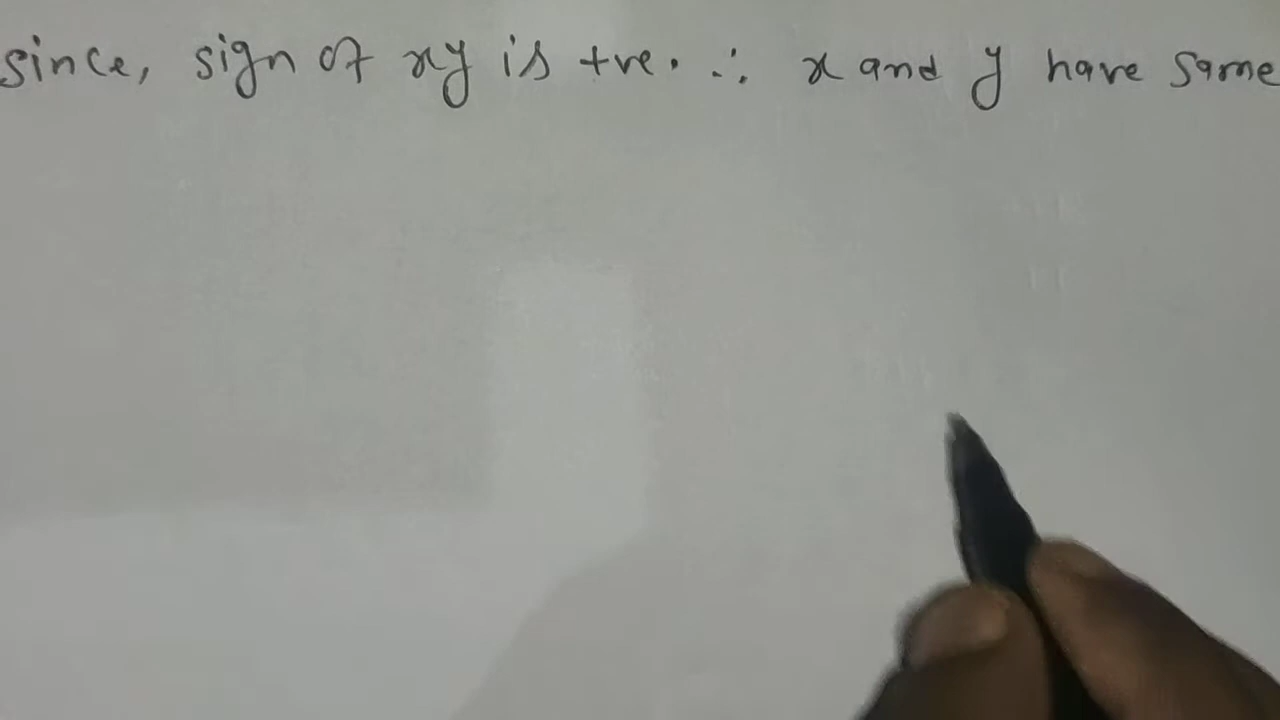 since, sign of xy is +ve. ∴ x and y have same